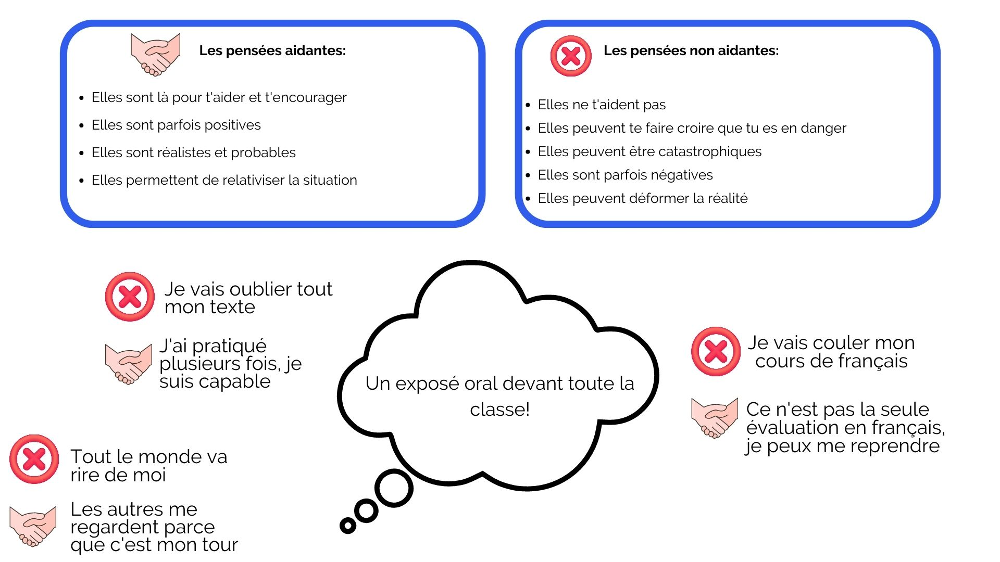 Les pensées aidantes:
Elles sont là pour t'aider et t'encourager
Elles sont parfois positives
Elles sont réalistes et probables
Elles permettent de relativiser la situation
Les pensées non aidantes:
Elles ne t'aident pas
Elles peuvent te faire croire que tu es en danger
Elles peuvent être catastrophiques
Elles sont parfois négatives
Elles peuvent déformer la réalité
Je vais oublier tout
mon texte
J'ai pratiqué
plusieurs fois, je
suis capable
Tout le monde va
rire de moi
Les autres me
regardent parce
que c'est mon tour
Un exposé oral devant toute la
classe!
Je vais couler mon
cours de français
Ce n'est pas la seule
évaluation en français,
je peux me reprendre